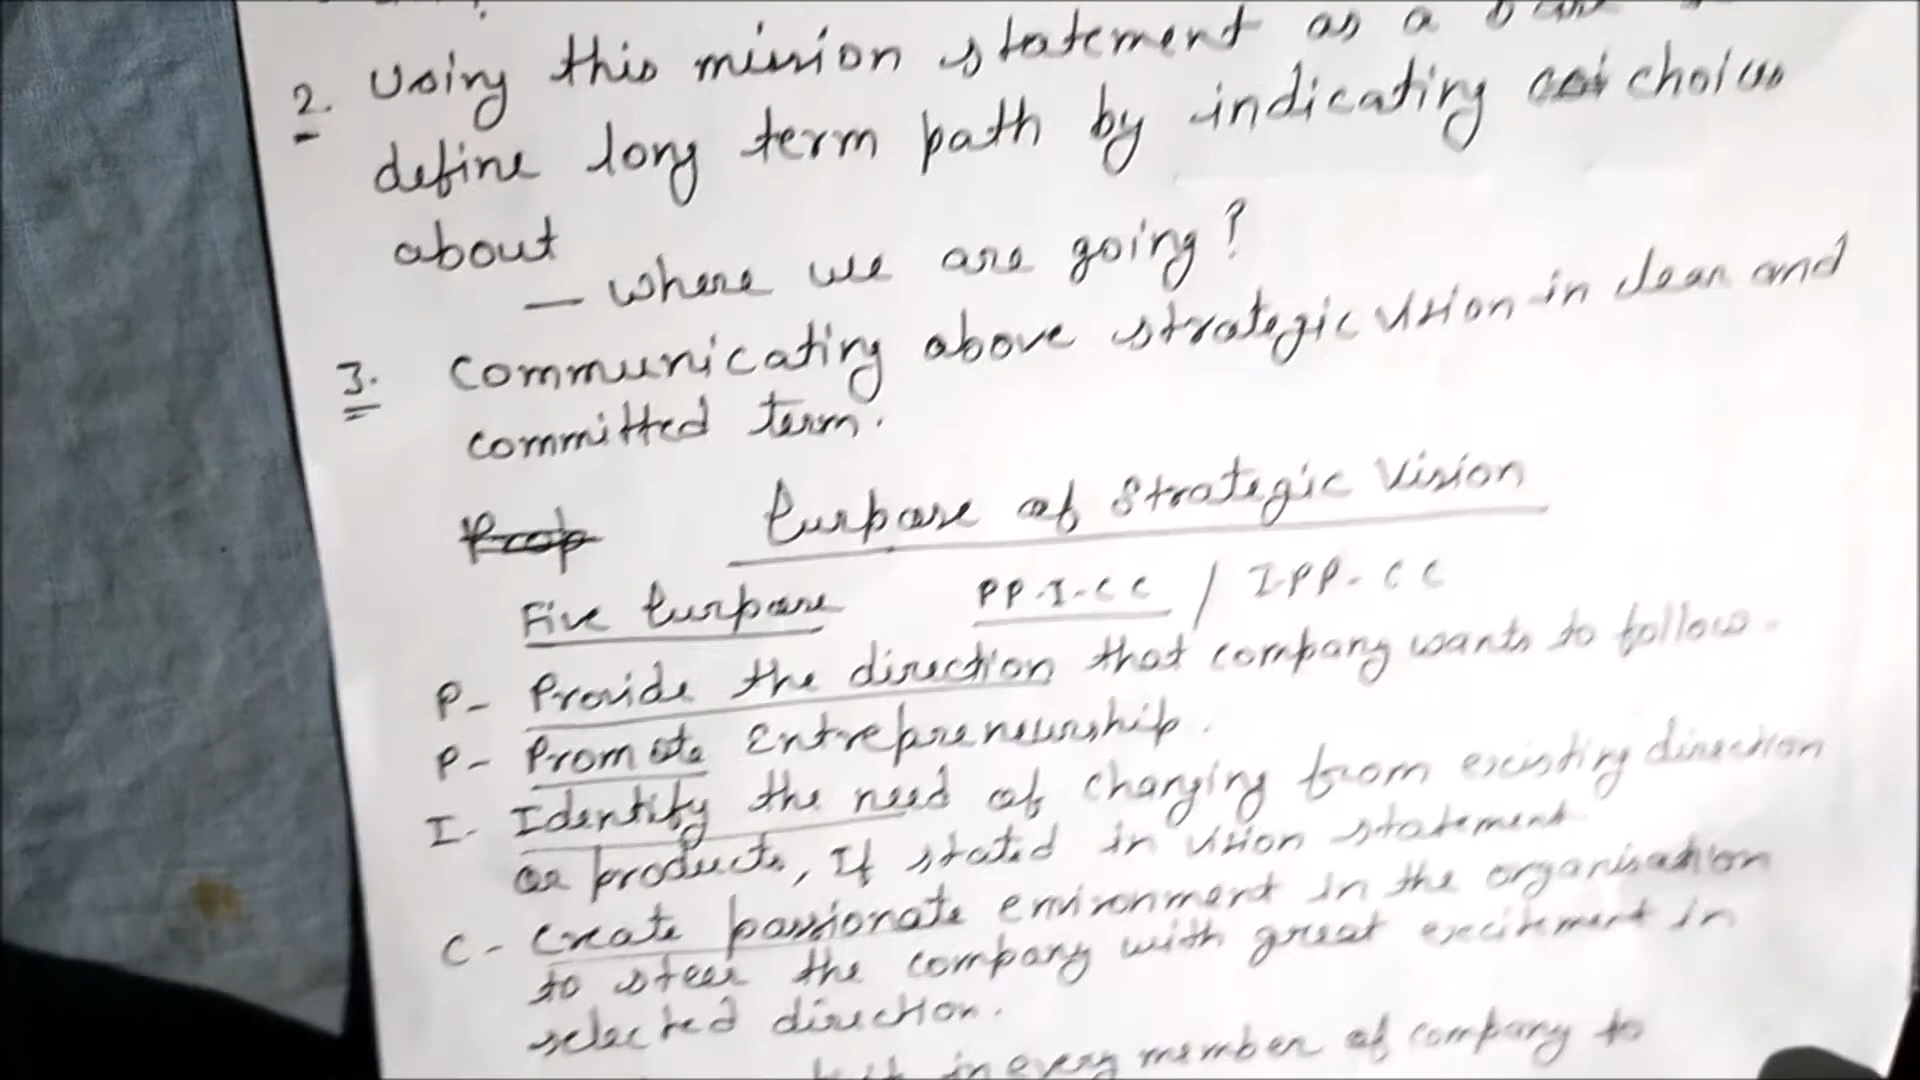 2. Using this mission statement as a
define long term path by indicating choices
about
— where we are going?
3. Communicating above strategic vision in clear and
committed term.
Prop Purpose of Strategic Vision
Five Purpose PP-I-CC / I-PP-CC
P- Provide the direction that company wants to follow.
P- Promote Entrepreneurship.
I- Identify the need of changing from existing direction
or products, If stated in vision statement.
C- Create passionate environment in the organisation
to steer the company with great excitement in
selected direction.
in every member of company to